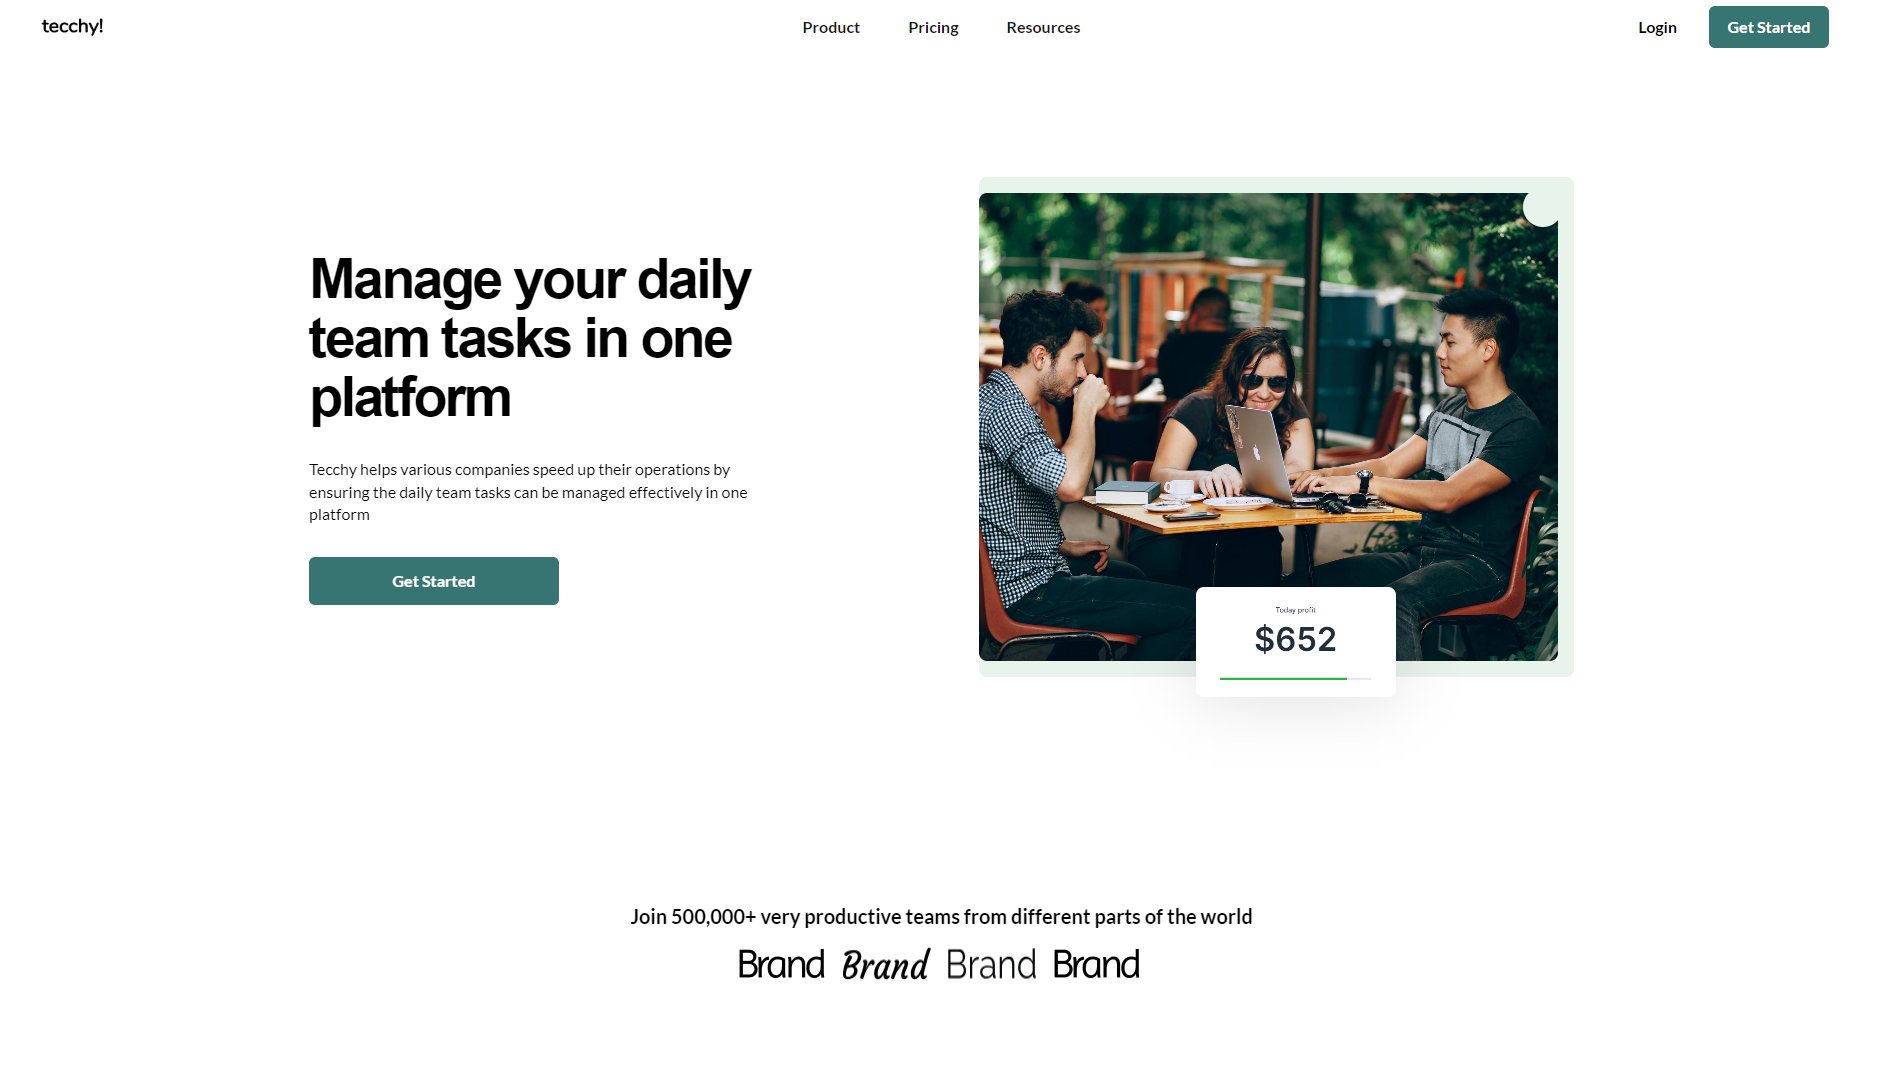 tecchy!
Product
Pricing
Resources
Login
Get Started
Manage your daily
team tasks in one
platform
Tecchy helps various companies speed up their operations by
ensuring the daily team tasks can be managed effectively in one
platform
Get Started
Today profit
$652
Join 500,000+ very productive teams from different parts of the world
Brand Brand Brand Brand